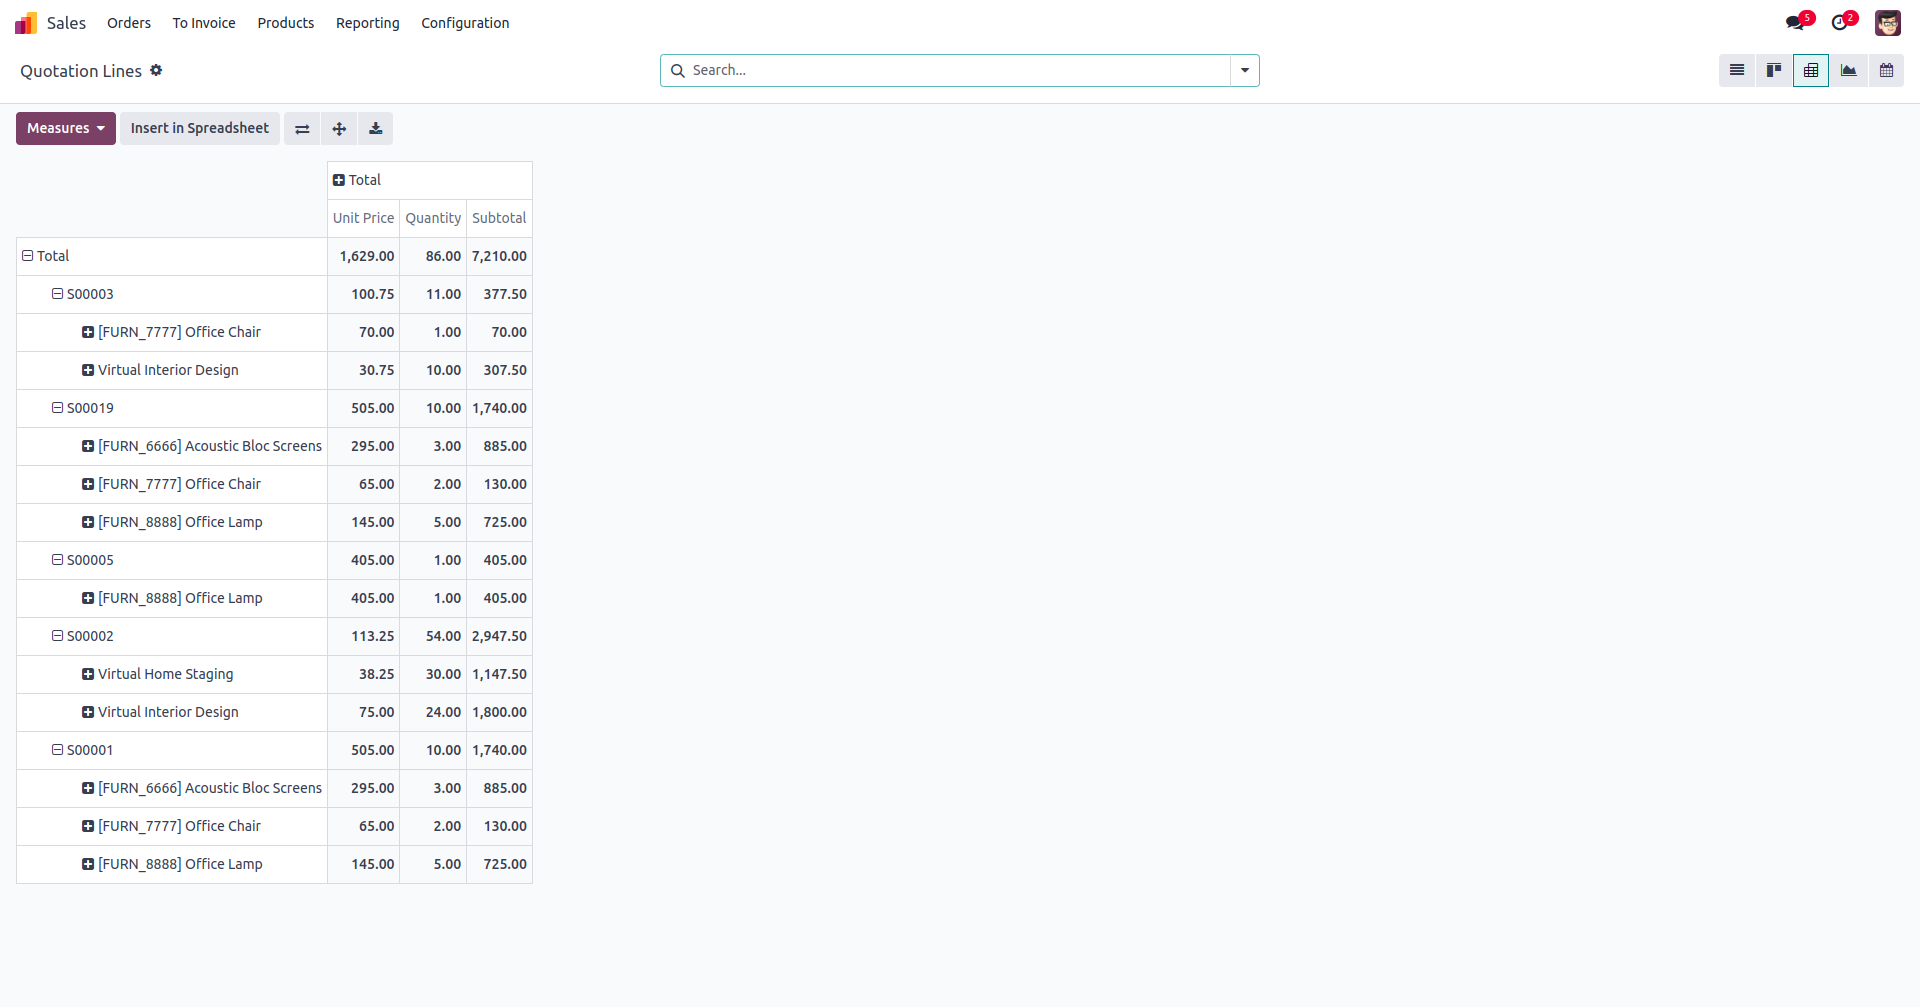 Sales Orders To Invoice Products Reporting Configuration 5 2
Quotation Lines Search...
Measures Insert in Spreadsheet
Total
Unit Price Quantity Subtotal
Total 1,629.00 86.00 7,210.00
S00003 100.75 11.00 377.50
[FURN_7777] Office Chair 70.00 1.00 70.00
Virtual Interior Design 30.75 10.00 307.50
S00019 505.00 10.00 1,740.00
[FURN_6666] Acoustic Bloc Screens 295.00 3.00 885.00
[FURN_7777] Office Chair 65.00 2.00 130.00
[FURN_8888] Office Lamp 145.00 5.00 725.00
S00005 405.00 1.00 405.00
[FURN_8888] Office Lamp 405.00 1.00 405.00
S00002 113.25 54.00 2,947.50
Virtual Home Staging 38.25 30.00 1,147.50
Virtual Interior Design 75.00 24.00 1,800.00
S00001 505.00 10.00 1,740.00
[FURN_6666] Acoustic Bloc Screens 295.00 3.00 885.00
[FURN_7777] Office Chair 65.00 2.00 130.00
[FURN_8888] Office Lamp 145.00 5.00 725.00